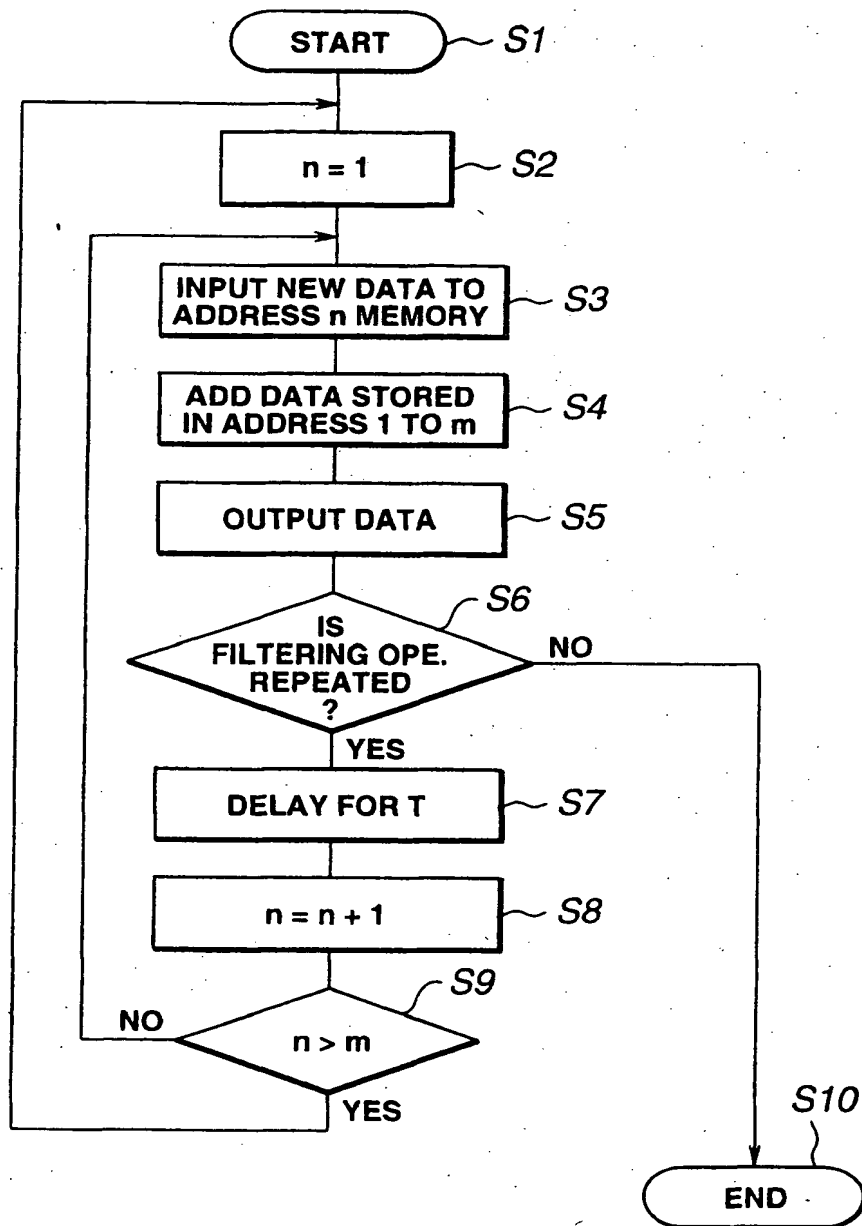 START
S1
n = 1
S2
INPUT NEW DATA TO
ADDRESS n MEMORY
S3
ADD DATA STORED
IN ADDRESS 1 TO m
S4
OUTPUT DATA
S5
S6
IS
FILTERING OPE.
REPEATED
?
NO
YES
DELAY FOR T
S7
n = n + 1
S8
S9
NO
n > m
YES
S10
END